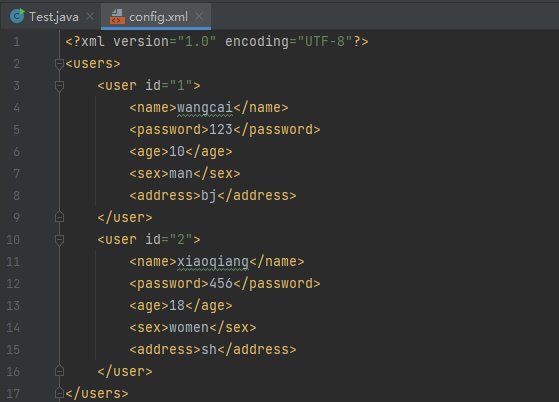 Test.java config.xml
1 <?xml version="1.0" encoding="UTF-8"?>
2 <users>
3 <user id="1">
4 <name>wangcai</name>
5 <password>123</password>
6 <age>10</age>
7 <sex>man</sex>
8 <address>bj</address>
9 </user>
10 <user id="2">
11 <name>xiaoqiang</name>
12 <password>456</password>
13 <age>18</age>
14 <sex>women</sex>
15 <address>sh</address>
16 </user>
17 </users>